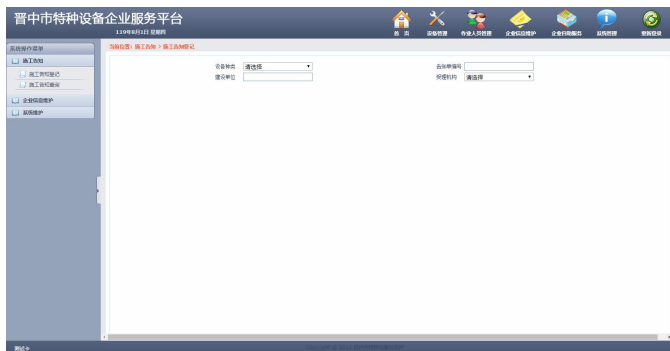 晋中市特种设备企业服务平台
119年8月1日 星期四
首 页
设备管理
作业人员管理
企业信息维护
企业自助服务
系统管理
重新登录
系统操作菜单
当前位置：施工告知 > 施工告知登记
施工告知
施工告知登记
施工告知查询
企业信息维护
系统维护
设备种类 请选择
告知单编号
建设单位
受理机构 请选择
测试卡